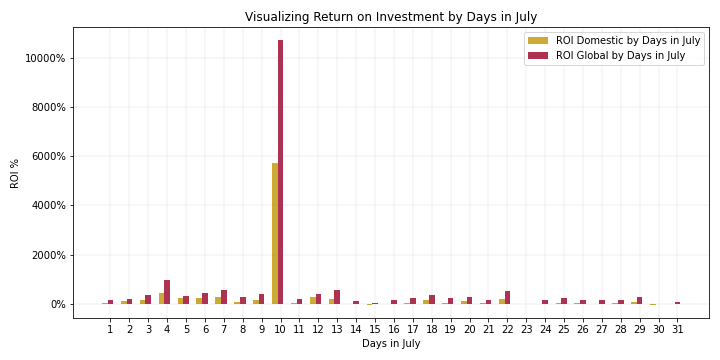 Visualizing Return on Investment by Days in July
ROI Domestic by Days in July
ROI Global by Days in July
10000%
8000%
6000%
4000%
2000%
0%
ROI %
1 2 3 4 5 6 7 8 9 10 11 12 13 14 15 16 17 18 19 20 21 22 23 24 25 26 27 28 29 30 31
Days in July